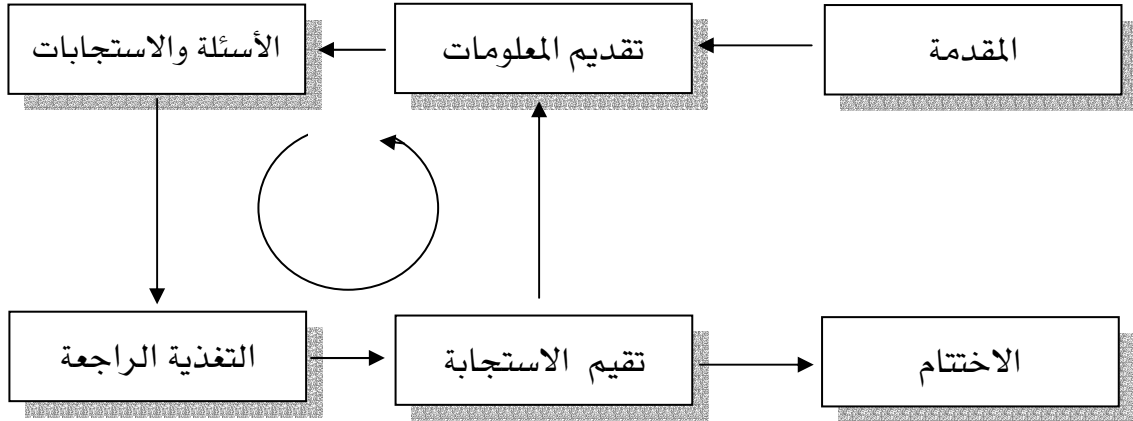 المقدمة
تقديم المعلومات
الأسئلة والاستجابات
التغذية الراجعة
تقيم الاستجابة
الاختتام